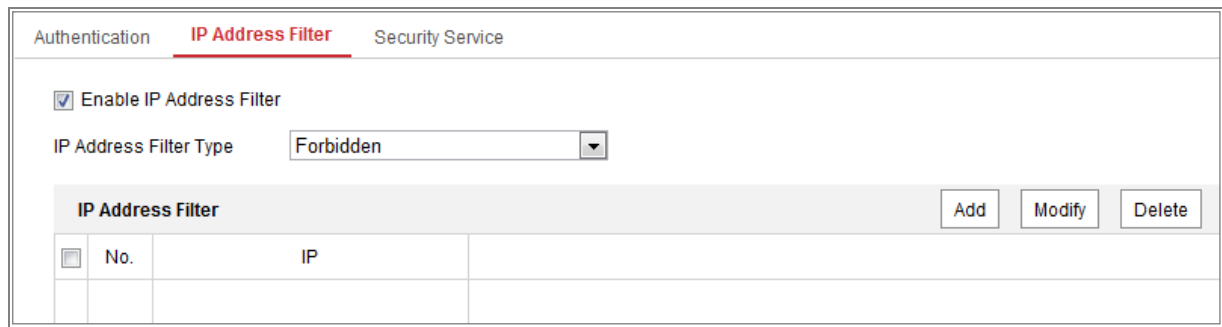 Authentication IP Address Filter Security Service
Enable IP Address Filter
IP Address Filter Type Forbidden
IP Address Filter Add Modify Delete
No. IP